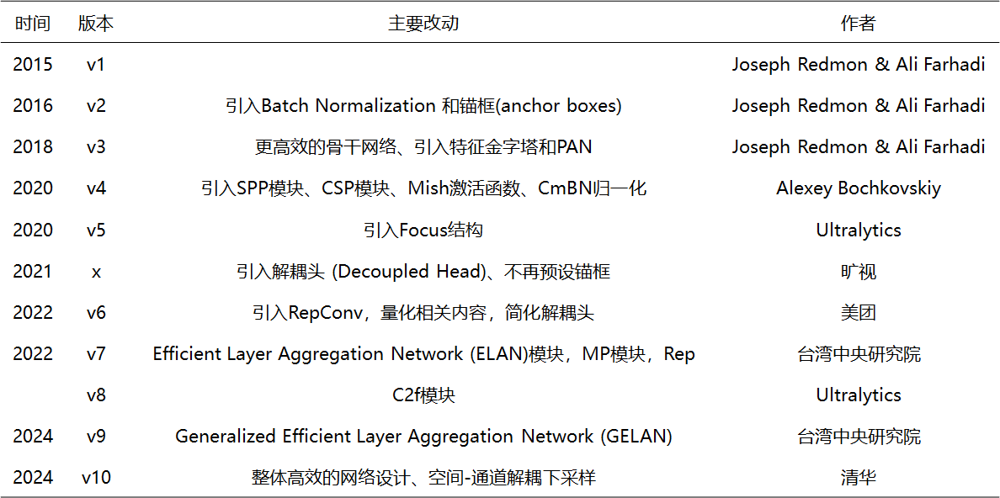 时间 版本 主要改动 作者
2015 v1 Joseph Redmon & Ali Farhadi
2016 v2 引入Batch Normalization 和锚框(anchor boxes) Joseph Redmon & Ali Farhadi
2018 v3 更高效的骨干网络、引入特征金字塔和PAN Joseph Redmon & Ali Farhadi
2020 v4 引入SPP模块、CSP模块、Mish激活函数、CmBN归一化 Alexey Bochkovskiy
2020 v5 引入Focus结构 Ultralytics
2021 x 引入解耦头 (Decoupled Head)、不再预设锚框 旷视
2022 v6 引入RepConv，量化相关内容，简化解耦头 美团
2022 v7 Efficient Layer Aggregation Network (ELAN)模块，MP模块，Rep 台湾中央研究院
v8 C2f模块 Ultralytics
2024 v9 Generalized Efficient Layer Aggregation Network (GELAN) 台湾中央研究院
2024 v10 整体高效的网络设计、空间-通道解耦下采样 清华